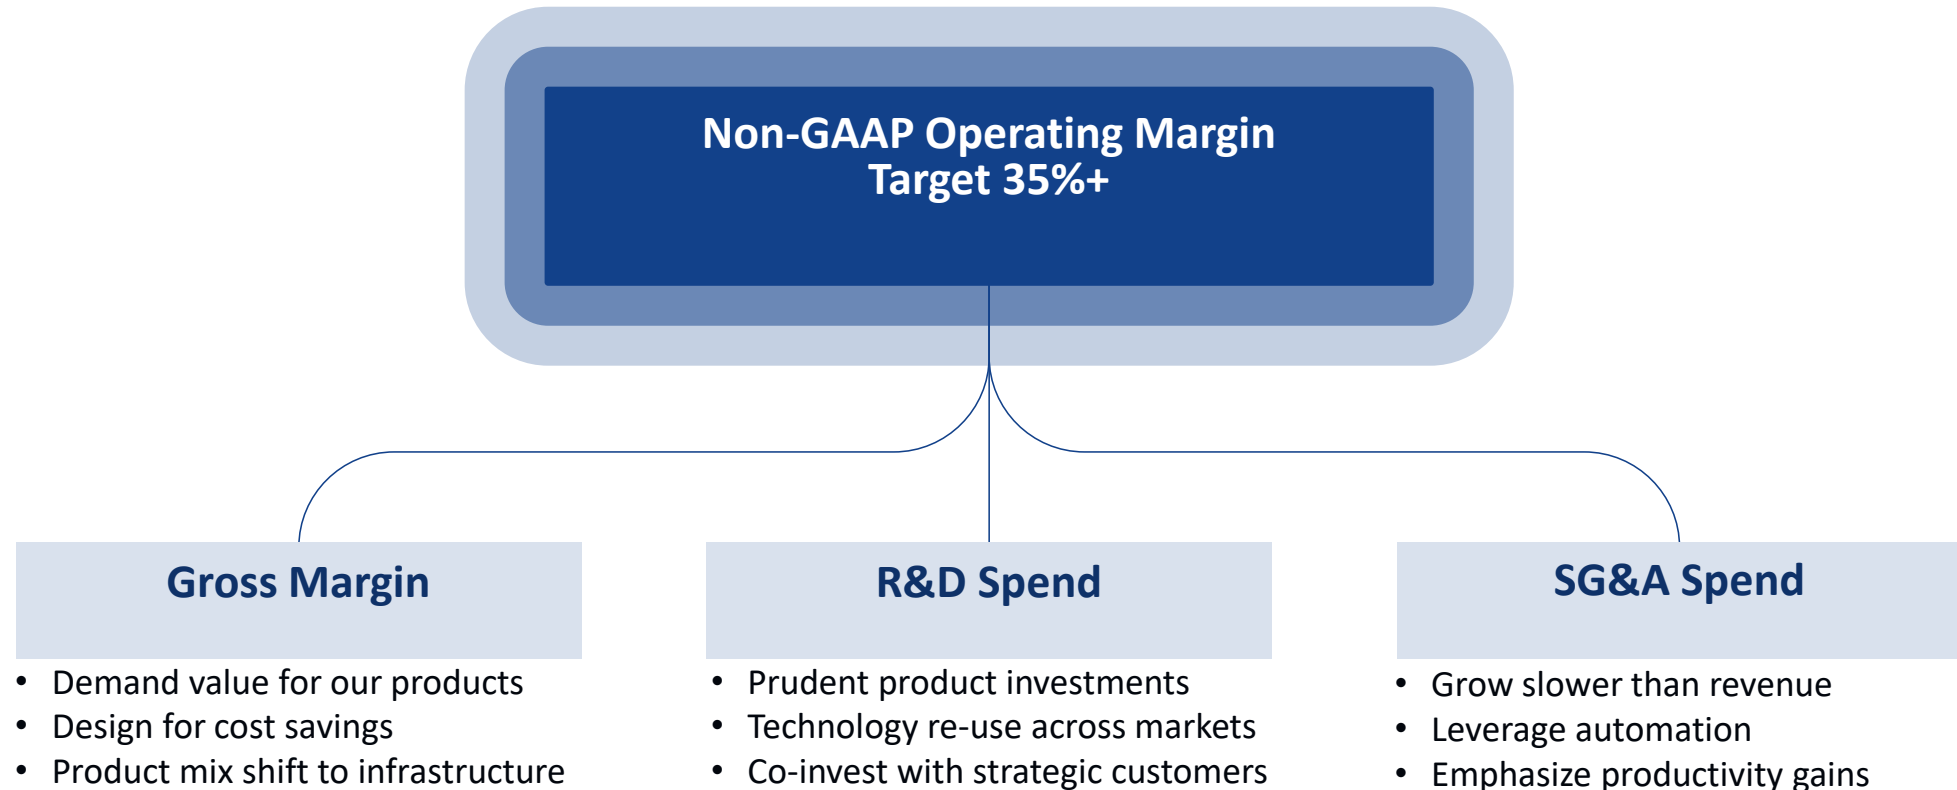 Non-GAAP Operating Margin
Target 35%+
Gross Margin
• Demand value for our products
• Design for cost savings
• Product mix shift to infrastructure
R&D Spend
• Prudent product investments
• Technology re-use across markets
• Co-invest with strategic customers
SG&A Spend
• Grow slower than revenue
• Leverage automation
• Emphasize productivity gains